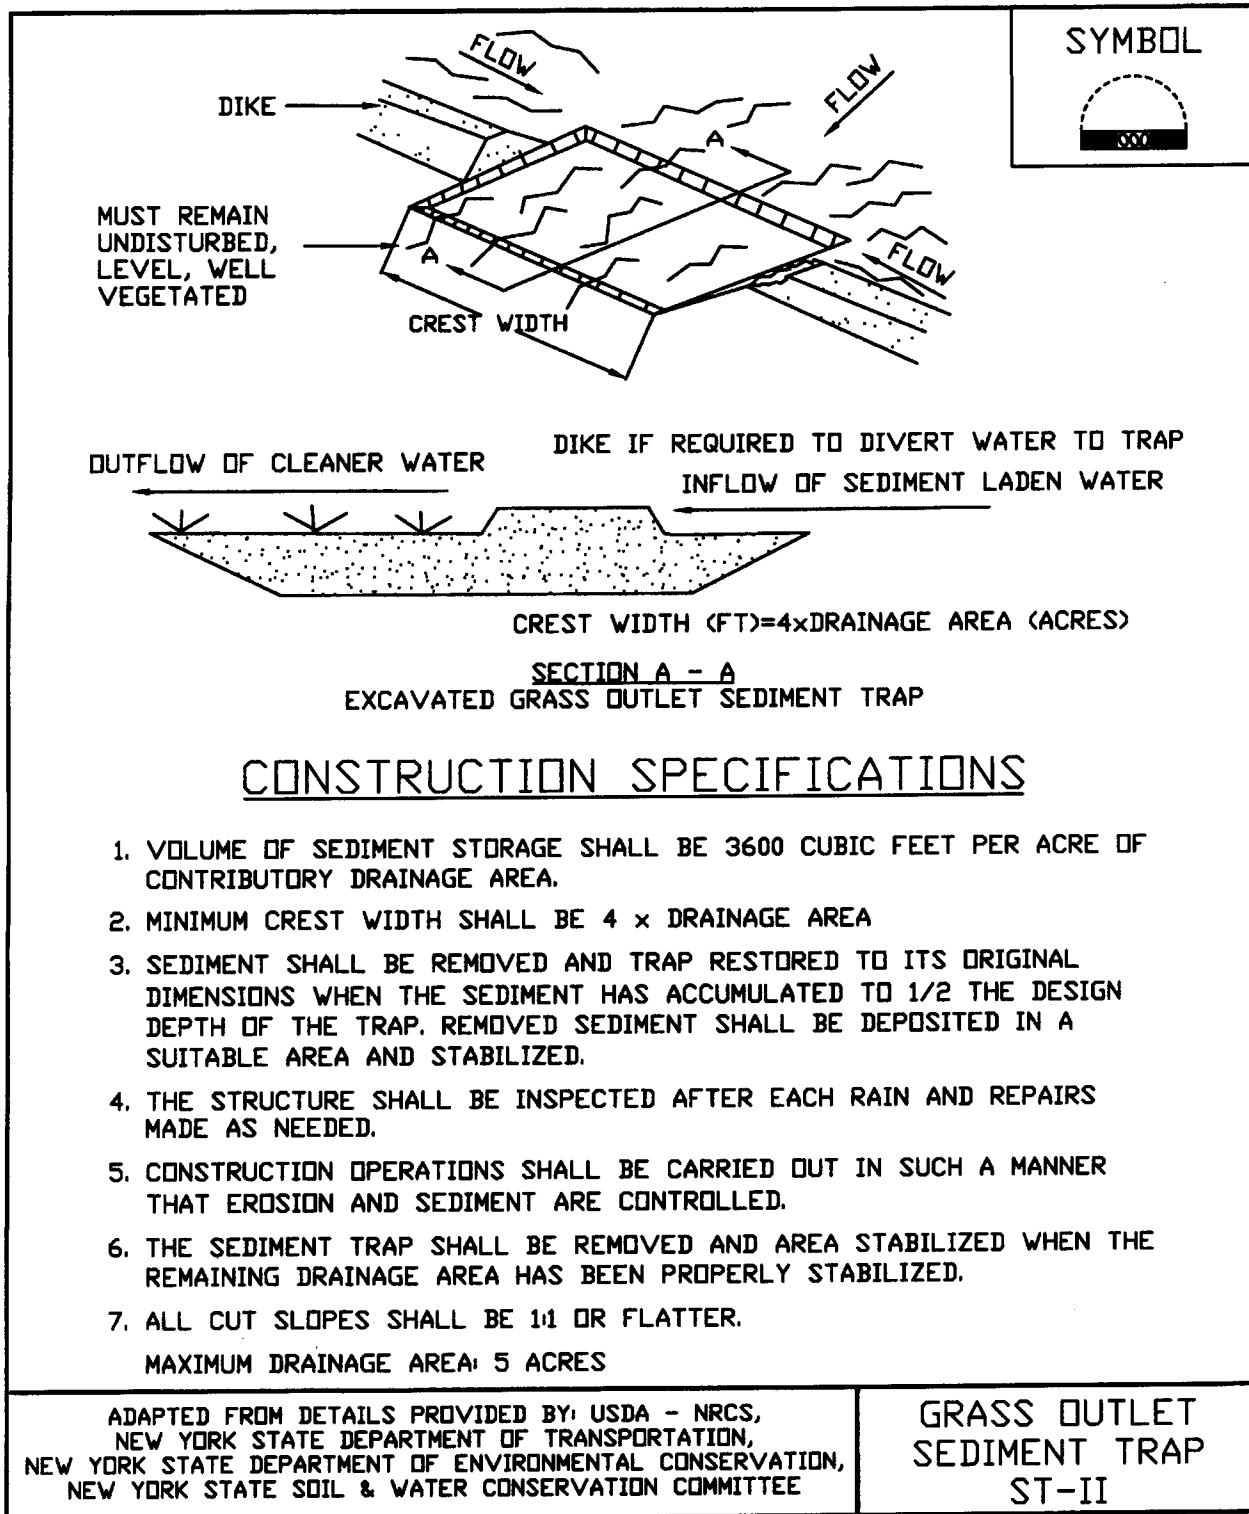 SYMBOL
FLOW
FLOW
DIKE
A
MUST REMAIN
UNDISTURBED,
LEVEL, WELL
VEGETATED
A
FLOW
CREST WIDTH
DIKE IF REQUIRED TO DIVERT WATER TO TRAP
OUTFLOW OF CLEANER WATER
INFLOW OF SEDIMENT LADEN WATER
CREST WIDTH (FT)=4xDRAINAGE AREA (ACRES)
SECTION A - A
EXCAVATED GRASS OUTLET SEDIMENT TRAP
CONSTRUCTION SPECIFICATIONS
1. VOLUME OF SEDIMENT STORAGE SHALL BE 3600 CUBIC FEET PER ACRE OF
CONTRIBUTORY DRAINAGE AREA.
2. MINIMUM CREST WIDTH SHALL BE 4 x DRAINAGE AREA
3. SEDIMENT SHALL BE REMOVED AND TRAP RESTORED TO ITS ORIGINAL
DIMENSIONS WHEN THE SEDIMENT HAS ACCUMULATED TO 1/2 THE DESIGN
DEPTH OF THE TRAP. REMOVED SEDIMENT SHALL BE DEPOSITED IN A
SUITABLE AREA AND STABILIZED.
4. THE STRUCTURE SHALL BE INSPECTED AFTER EACH RAIN AND REPAIRS
MADE AS NEEDED.
5. CONSTRUCTION OPERATIONS SHALL BE CARRIED OUT IN SUCH A MANNER
THAT EROSION AND SEDIMENT ARE CONTROLLED.
6. THE SEDIMENT TRAP SHALL BE REMOVED AND AREA STABILIZED WHEN THE
REMAINING DRAINAGE AREA HAS BEEN PROPERLY STABILIZED.
7. ALL CUT SLOPES SHALL BE 1:1 OR FLATTER.
MAXIMUM DRAINAGE AREA: 5 ACRES
ADAPTED FROM DETAILS PROVIDED BY: USDA - NRCS,
NEW YORK STATE DEPARTMENT OF TRANSPORTATION,
NEW YORK STATE DEPARTMENT OF ENVIRONMENTAL CONSERVATION,
NEW YORK STATE SOIL & WATER CONSERVATION COMMITTEE
GRASS OUTLET
SEDIMENT TRAP
ST-II